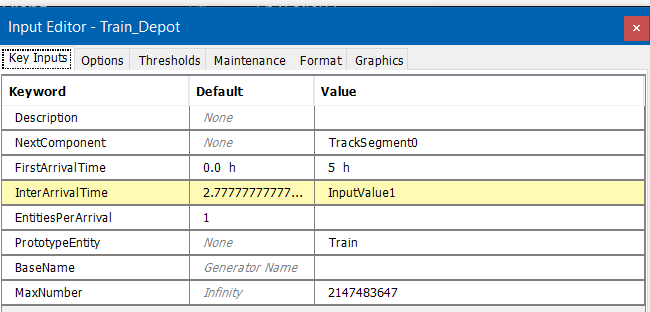 Input Editor - Train_Depot
×
Key Inputs Options Thresholds Maintenance Format Graphics
Keyword Default Value
Description None
NextComponent None TrackSegment0
FirstArrivalTime 0.0 h 5 h
InterArrivalTime 2.77777777777... InputValue1
EntitiesPerArrival 1
PrototypeEntity None Train
BaseName Generator Name
MaxNumber Infinity 2147483647